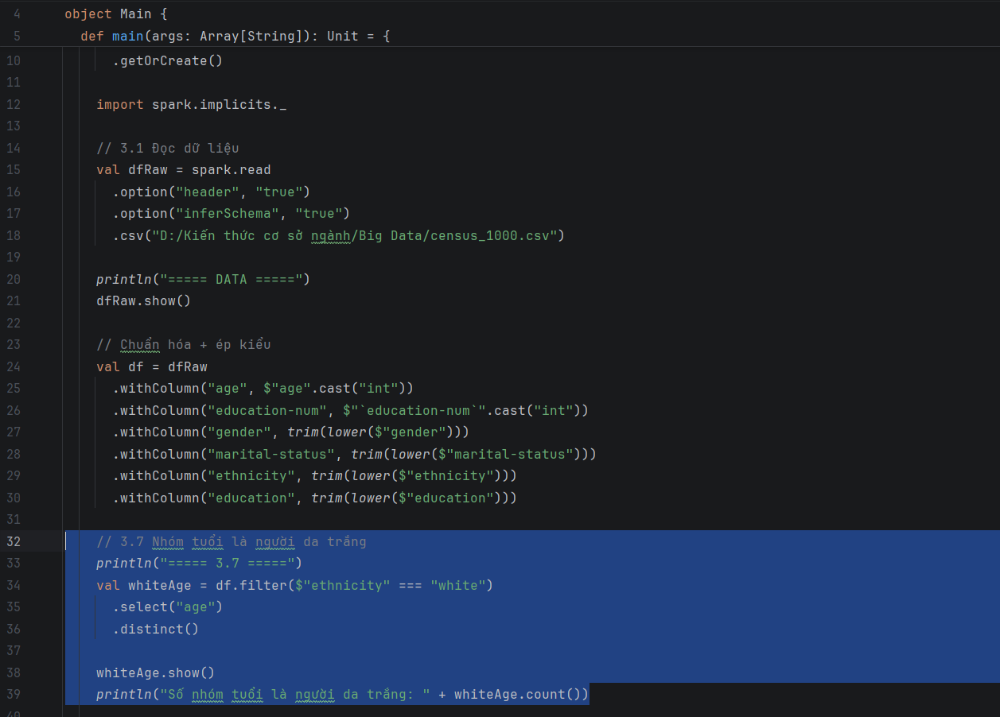 4 object Main {
5 def main(args: Array[String]): Unit = {
10 .getOrCreate()
11
12 import spark.implicits._
13
14 // 3.1 Đọc dữ liệu
15 val dfRaw = spark.read
16 .option("header", "true")
17 .option("inferSchema", "true")
18 .csv("D:/Kiến thức cơ sở ngành/Big Data/census_1000.csv")
19
20 println("===== DATA =====")
21 dfRaw.show()
22
23 // Chuẩn hóa + ép kiểu
24 val df = dfRaw
25 .withColumn("age", $"age".cast("int"))
26 .withColumn("education-num", $"`education-num`".cast("int"))
27 .withColumn("gender", trim(lower($"gender")))
28 .withColumn("marital-status", trim(lower($"marital-status")))
29 .withColumn("ethnicity", trim(lower($"ethnicity")))
30 .withColumn("education", trim(lower($"education")))
31
32 // 3.7 Nhóm tuổi là người da trắng
33 println("===== 3.7 =====")
34 val whiteAge = df.filter($"ethnicity" === "white")
35 .select("age")
36 .distinct()
37
38 whiteAge.show()
39 println("Số nhóm tuổi là người da trắng: " + whiteAge.count())
40